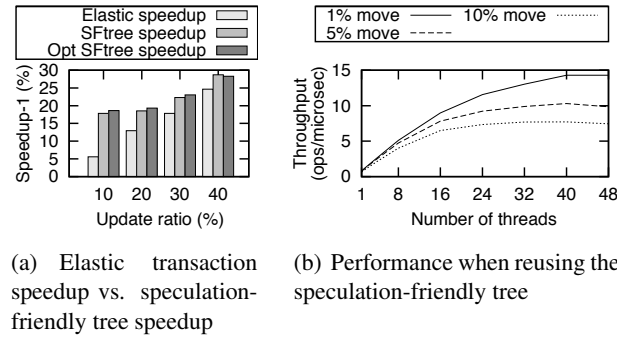 Elastic speedup
SFtree speedup
Opt SFtree speedup
Speedup-1 (%)
30
25
20
15
10
5
0
10 20 30 40
Update ratio (%)
(a) Elastic transaction
speedup vs. speculation-
friendly tree speedup
1% move 10% move
5% move
Throughput
(ops/microsec)
15
10
5
0
1 8 16 24 32 40 48
Number of threads
(b) Performance when reusing the
speculation-friendly tree